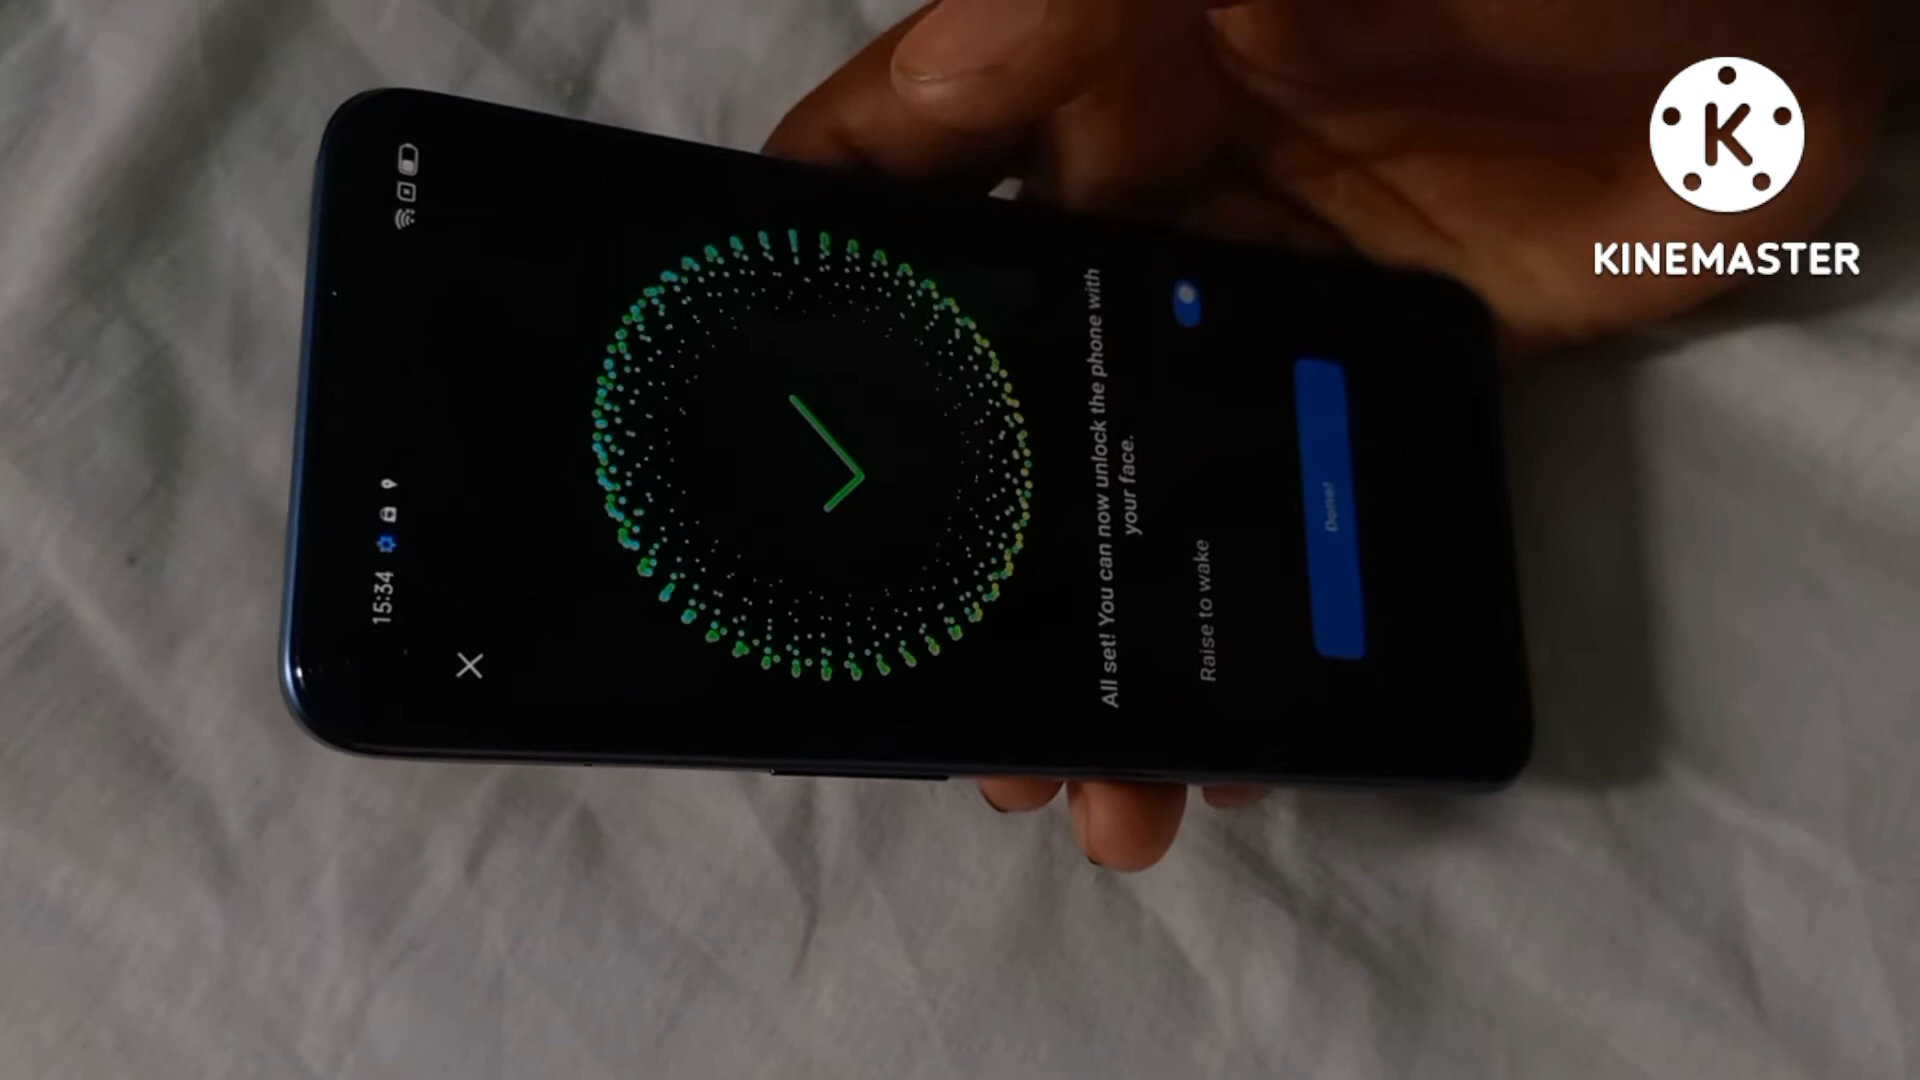 15:34
All set! You can now unlock the phone with
your face.
Raise to wake
Done!
K
KINEMASTER